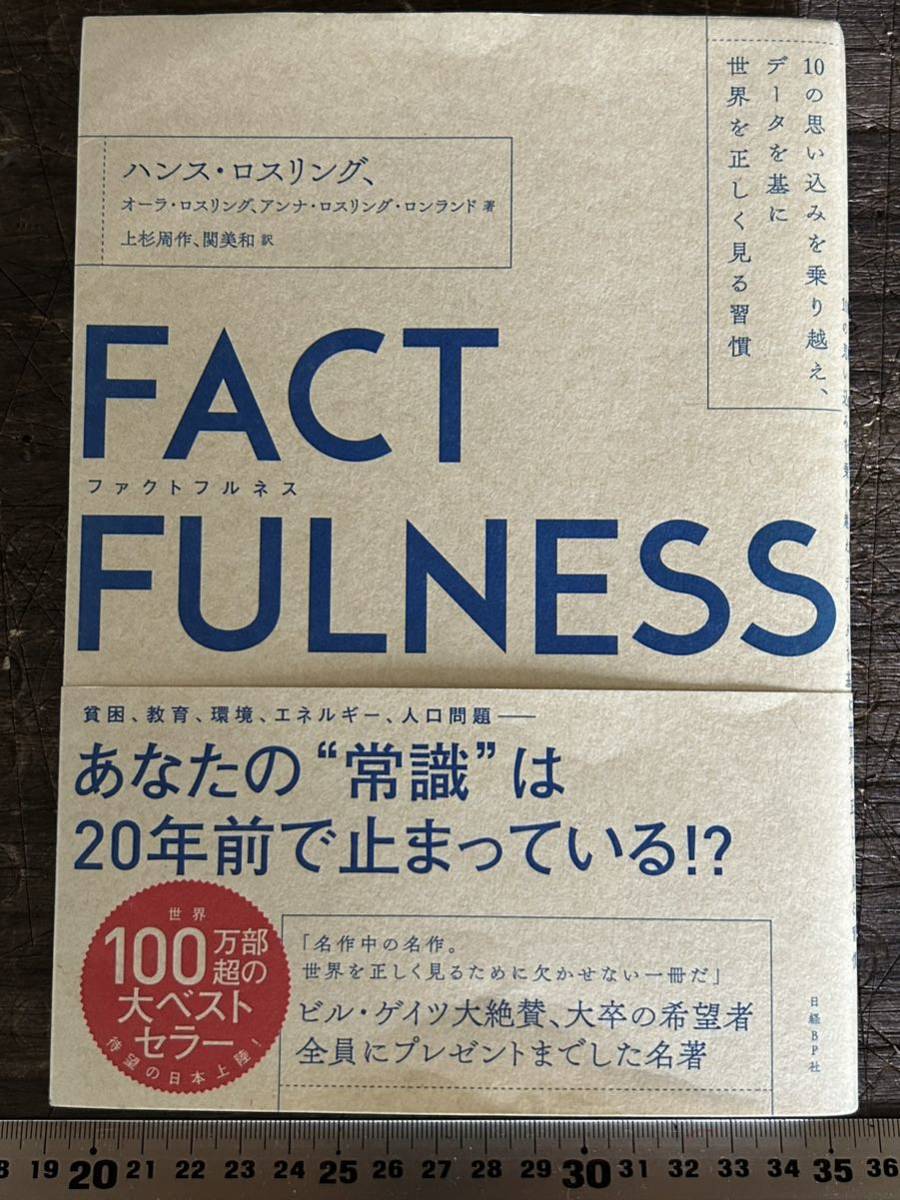 10の思い込みを乗り越え、
データを基に
世界を正しく見る習慣
ハンス・ロスリング、
オーラ・ロスリング、アンナ・ロスリング・ロンランド 著
上杉周作、関美和 訳
FACT
ファクトフルネス
FULNESS
貧困、教育、環境、エネルギー、人口問題──
あなたの“常識”は
20年前で止まっている!?
世界
100万部
超の
大ベスト
セラー
待望の日本上陸!
「名作中の名作。
世界を正しく見るために欠かせない一冊だ」
ビル・ゲイツ大絶賛、大卒の希望者
全員にプレゼントまでした名著
日経BP社
19 20 21 22 23 24 25 26 27 28 29 30 31 32 33 34 35 36